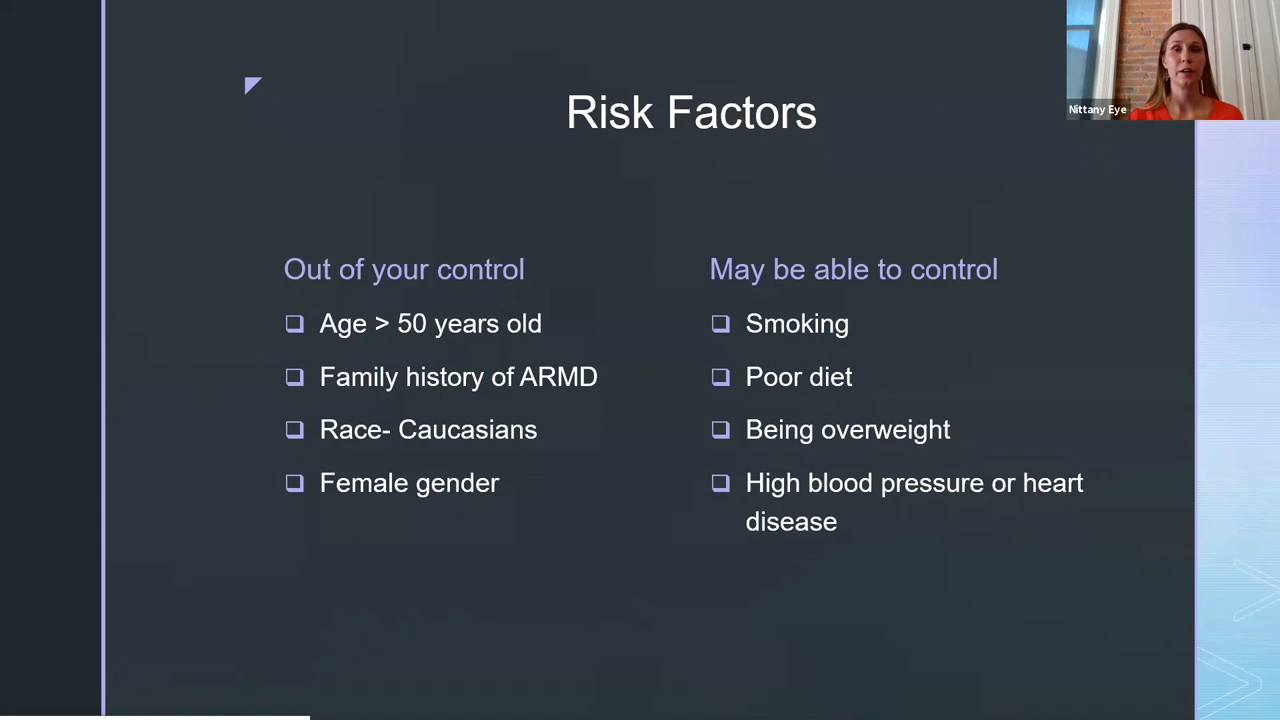 Nittany Eye
Risk Factors
Out of your control
Age > 50 years old
Family history of ARMD
Race- Caucasians
Female gender
May be able to control
Smoking
Poor diet
Being overweight
High blood pressure or heart
disease